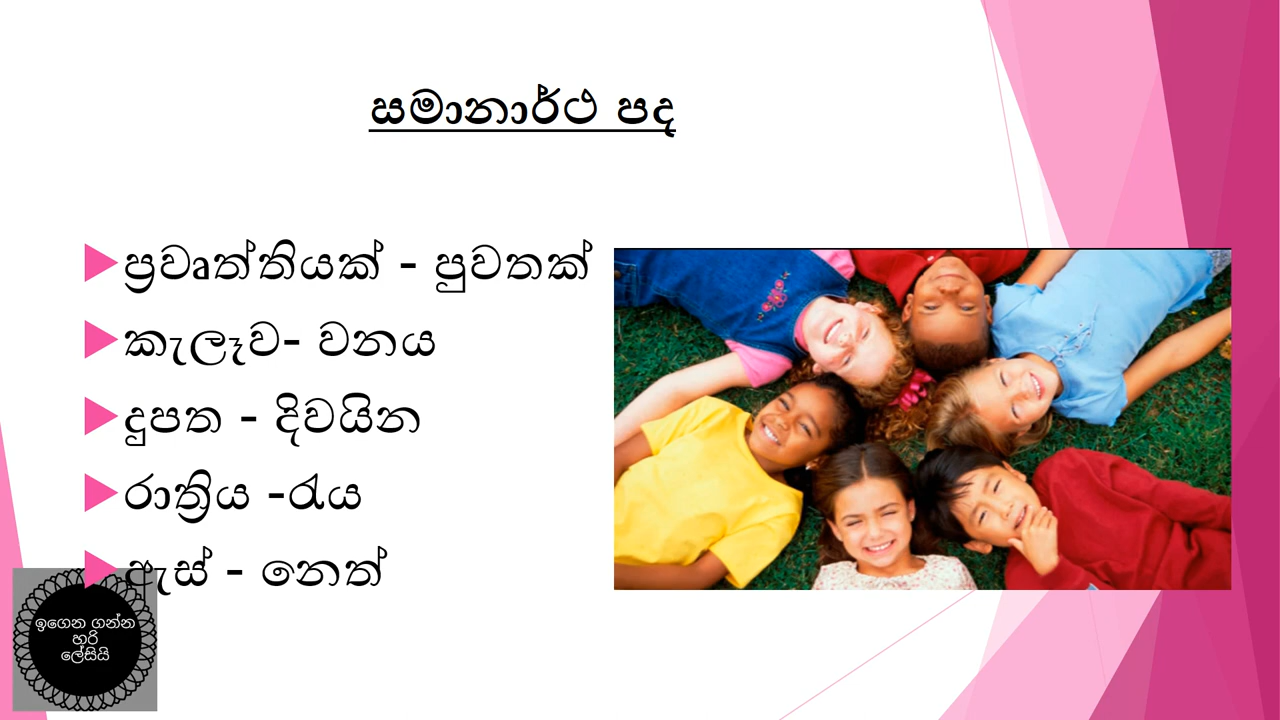 සමානාර්ථ පද
ප්‍රවෘත්තියක් - පුවතක්
කැලෑව- වනය
දූපත - දිවයින
රාත්‍රිය -රැය
ඇස් - නෙත්
ඉගෙන ගන්න
හරි
ලේසියි